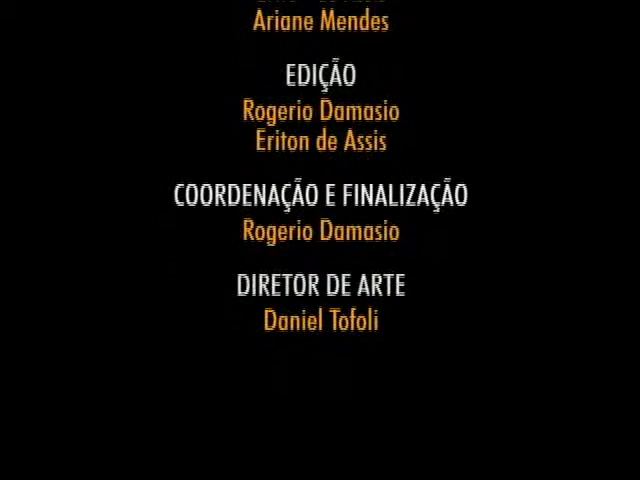 Ariane Mendes
EDIÇÃO
Rogerio Damasio
Eriton de Assis
COORDENAÇÃO E FINALIZAÇÃO
Rogerio Damasio
DIRETOR DE ARTE
Daniel Tofoli